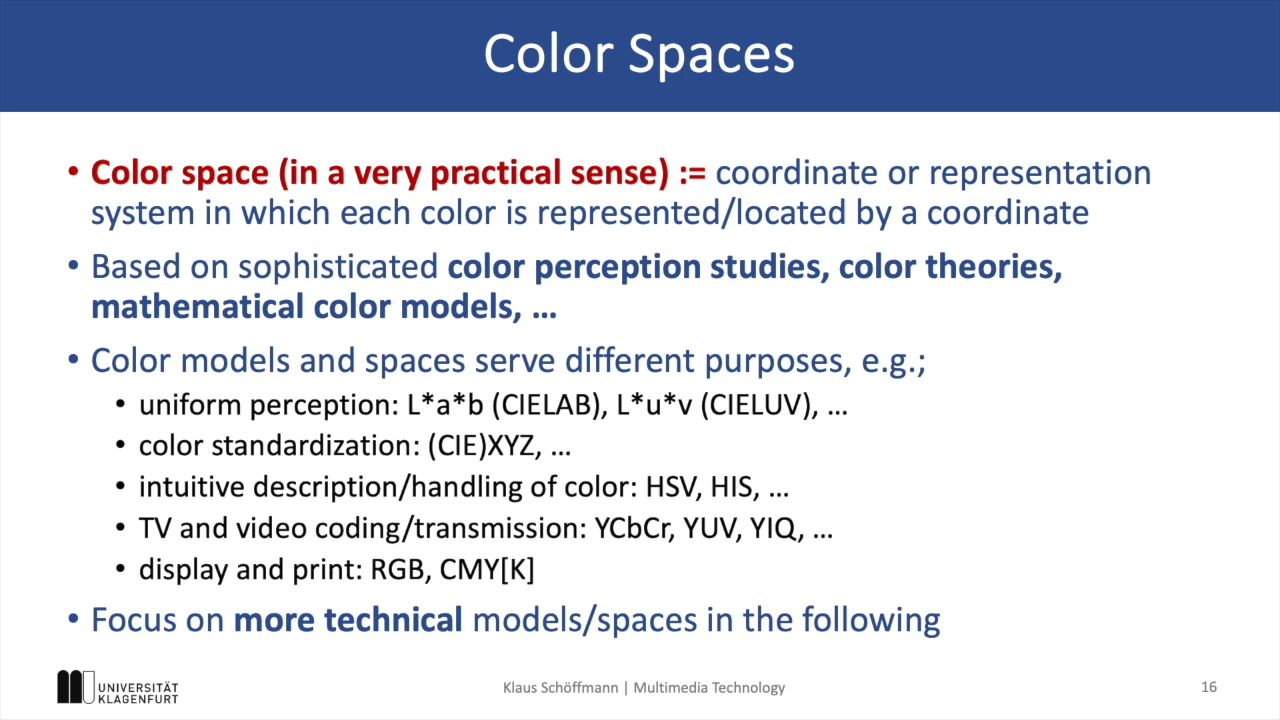 Color Spaces
• Color space (in a very practical sense) := coordinate or representation
system in which each color is represented/located by a coordinate
• Based on sophisticated color perception studies, color theories,
mathematical color models, …
• Color models and spaces serve different purposes, e.g.;
• uniform perception: L*a*b (CIELAB), L*u*v (CIELUV), …
• color standardization: (CIE)XYZ, …
• intuitive description/handling of color: HSV, HIS, …
• TV and video coding/transmission: YCbCr, YUV, YIQ, …
• display and print: RGB, CMY[K]
• Focus on more technical models/spaces in the following
UNIVERSITÄT
KLAGENFURT
Klaus Schöffmann | Multimedia Technology
16